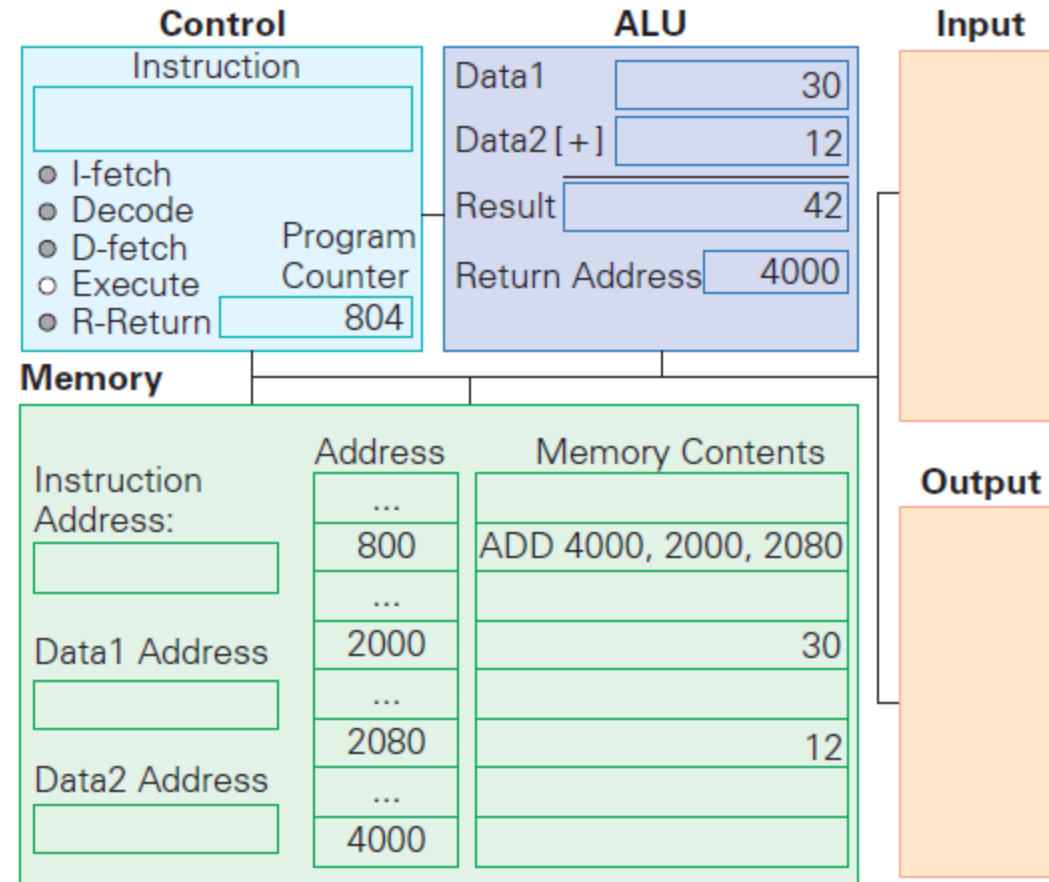 Control
Instruction
I-fetch
Decode
D-fetch
Execute
R-Return
Program
Counter
804
ALU
Data1 30
Data2 [+] 12
Result 42
Return Address 4000
Input
Memory
Instruction
Address:
Data1 Address
Data2 Address
Address Memory Contents
...
800 ADD 4000, 2000, 2080
...
2000 30
...
2080 12
...
4000
Output